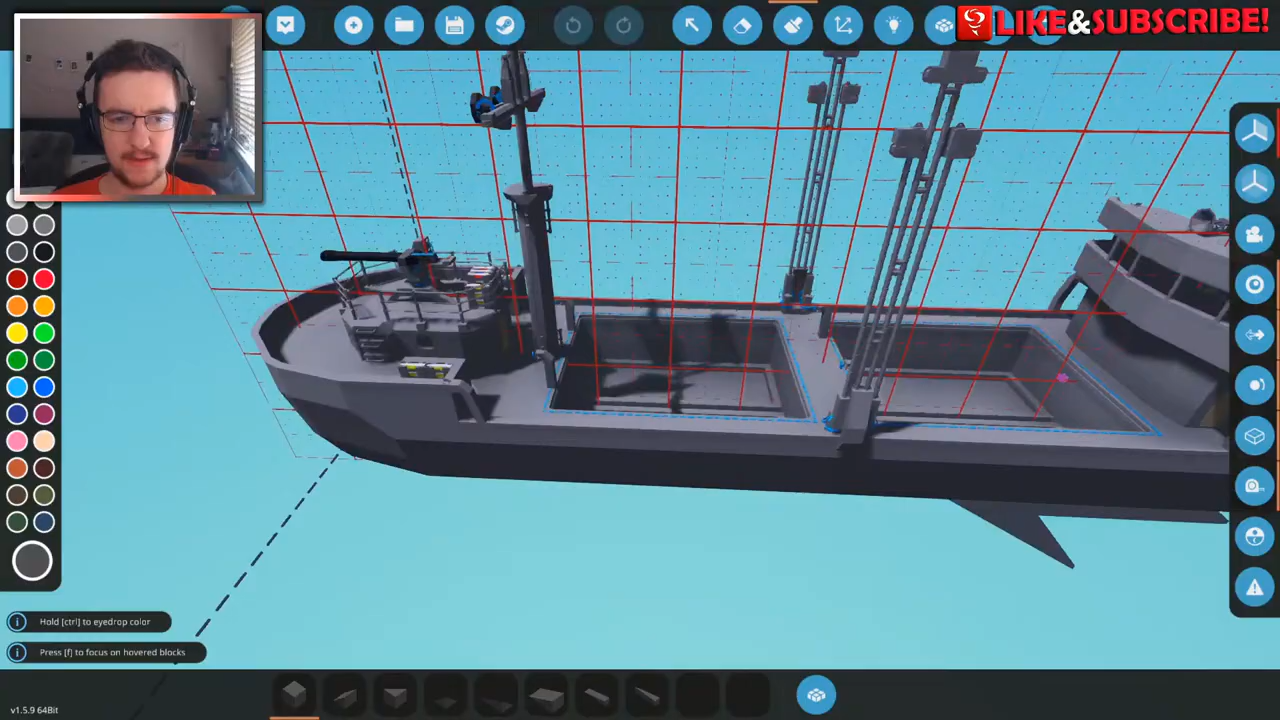 LIKE&SUBSCRIBE!
Hold [ctrl] to eyedrop color
Press [f] to focus on hovered blocks
v1.5.9 64Bit